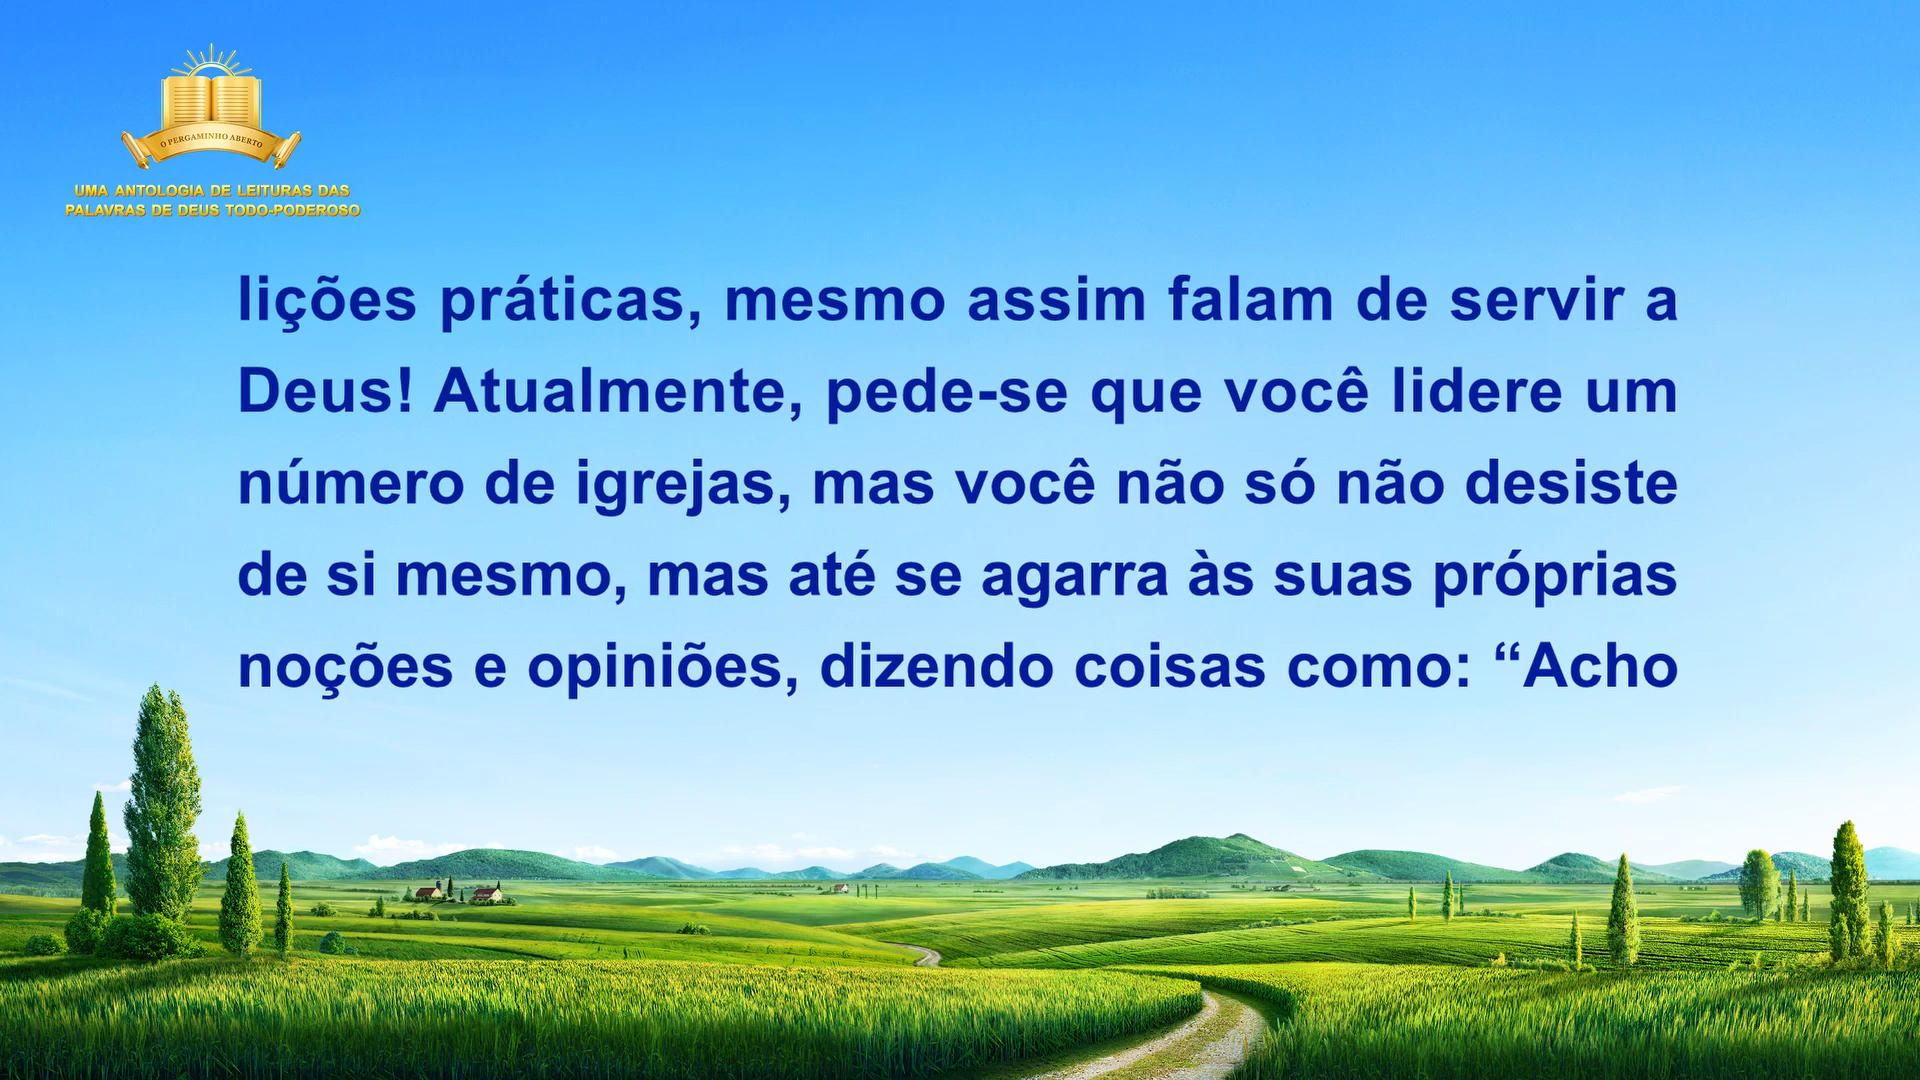 O PERGAMINHO ABERTO
UMA ANTOLOGIA DE LEITURAS DAS
PALAVRAS DE DEUS TODO-PODEROSO
lições práticas, mesmo assim falam de servir a
Deus! Atualmente, pede-se que você lidere um
número de igrejas, mas você não só não desiste
de si mesmo, mas até se agarra às suas próprias
noções e opiniões, dizendo coisas como: “Acho